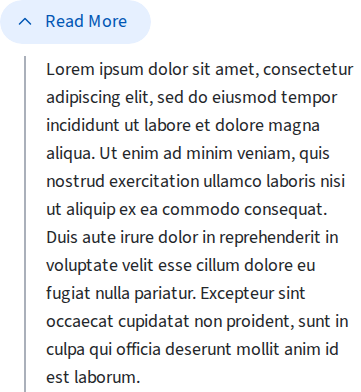 Read More
Lorem ipsum dolor sit amet, consectetur
adipiscing elit, sed do eiusmod tempor
incididunt ut labore et dolore magna
aliqua. Ut enim ad minim veniam, quis
nostrud exercitation ullamco laboris nisi
ut aliquip ex ea commodo consequat.
Duis aute irure dolor in reprehenderit in
voluptate velit esse cillum dolore eu
fugiat nulla pariatur. Excepteur sint
occaecat cupidatat non proident, sunt in
culpa qui officia deserunt mollit anim id
est laborum.